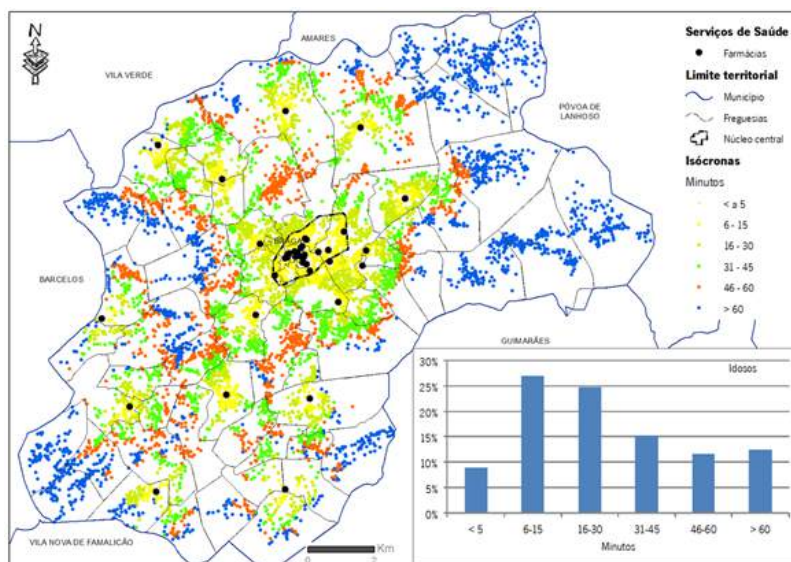 N
AMARES
VILA VERDE
PÓVOA DE
LANHOSO
BRAGA
BARCELOS
GUIMARÃES
VILA NOVA DE FAMALICÃO
Km
Serviços de Saúde
Farmácias
Limite territorial
Município
Freguesias
Núcleo central
Isócronas
Minutos
< a 5
6 - 15
16 - 30
31 - 45
46 - 60
> 60
Idosos
30%
25%
20%
15%
10%
5%
0%
< 5
6-15
16-30
31-45
46-60
> 60
Minutos